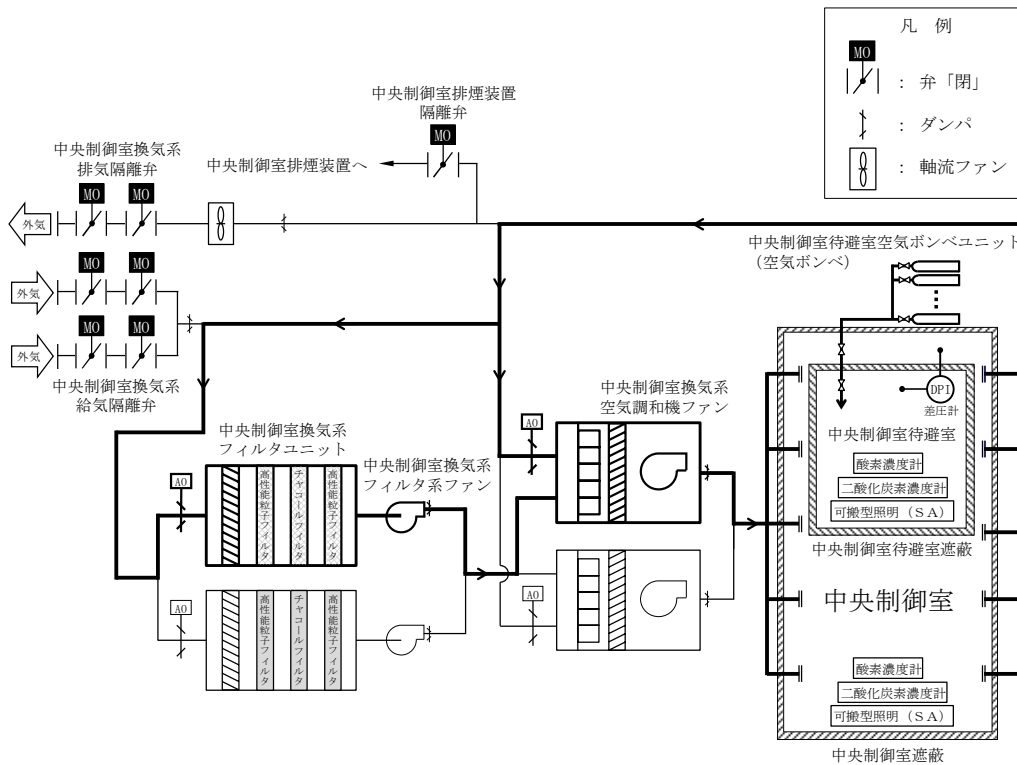 凡 例
MO
: 弁「閉」
: ダンパ
: 軸流ファン
中央制御室排煙装置
隔離弁
MO
中央制御室排煙装置へ
中央制御室換気系
排気隔離弁
MO MO
外気
MO MO
外気
MO MO
外気
中央制御室換気系
給気隔離弁
中央制御室待避室空気ボンベユニット
(空気ボンベ)
中央制御室換気系
空気調和機ファン
AO
AO
中央制御室換気系
フィルタユニット
中央制御室換気系
フィルタ系ファン
AO
高性能粒子フィルタ
チャコールフィルタ
高性能粒子フィルタ
AO
高性能粒子フィルタ
チャコールフィルタ
高性能粒子フィルタ
DPI
差圧計
中央制御室待避室
酸素濃度計
二酸化炭素濃度計
可搬型照明(SA)
中央制御室待避室遮蔽
中央制御室
酸素濃度計
二酸化炭素濃度計
可搬型照明(SA)
中央制御室遮蔽